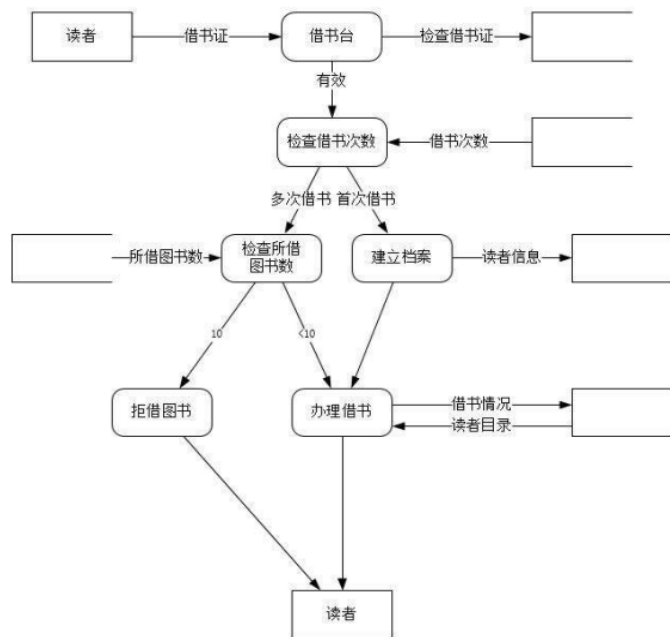 读者
借书证
借书台
检查借书证
有效
检查借书次数
借书次数
多次借书
首次借书
所借图书数
检查所借
图书数
建立档案
读者信息
10
<10
拒借图书
办理借书
借书情况
读者目录
读者